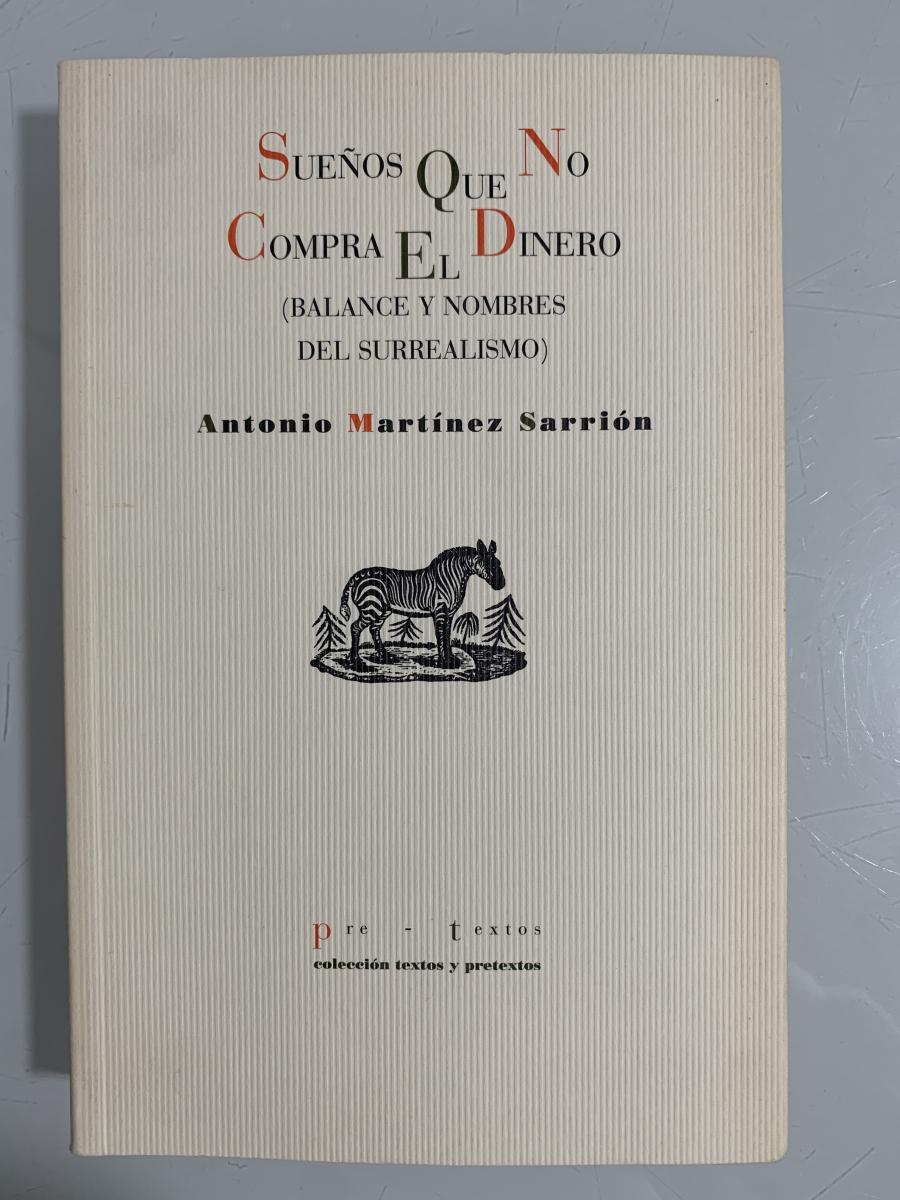 Sueños Que No
Compra El Dinero
(BALANCE Y NOMBRES
DEL SURREALISMO)
Antonio Martínez Sarrión
pre - textos
colección textos y pretextos